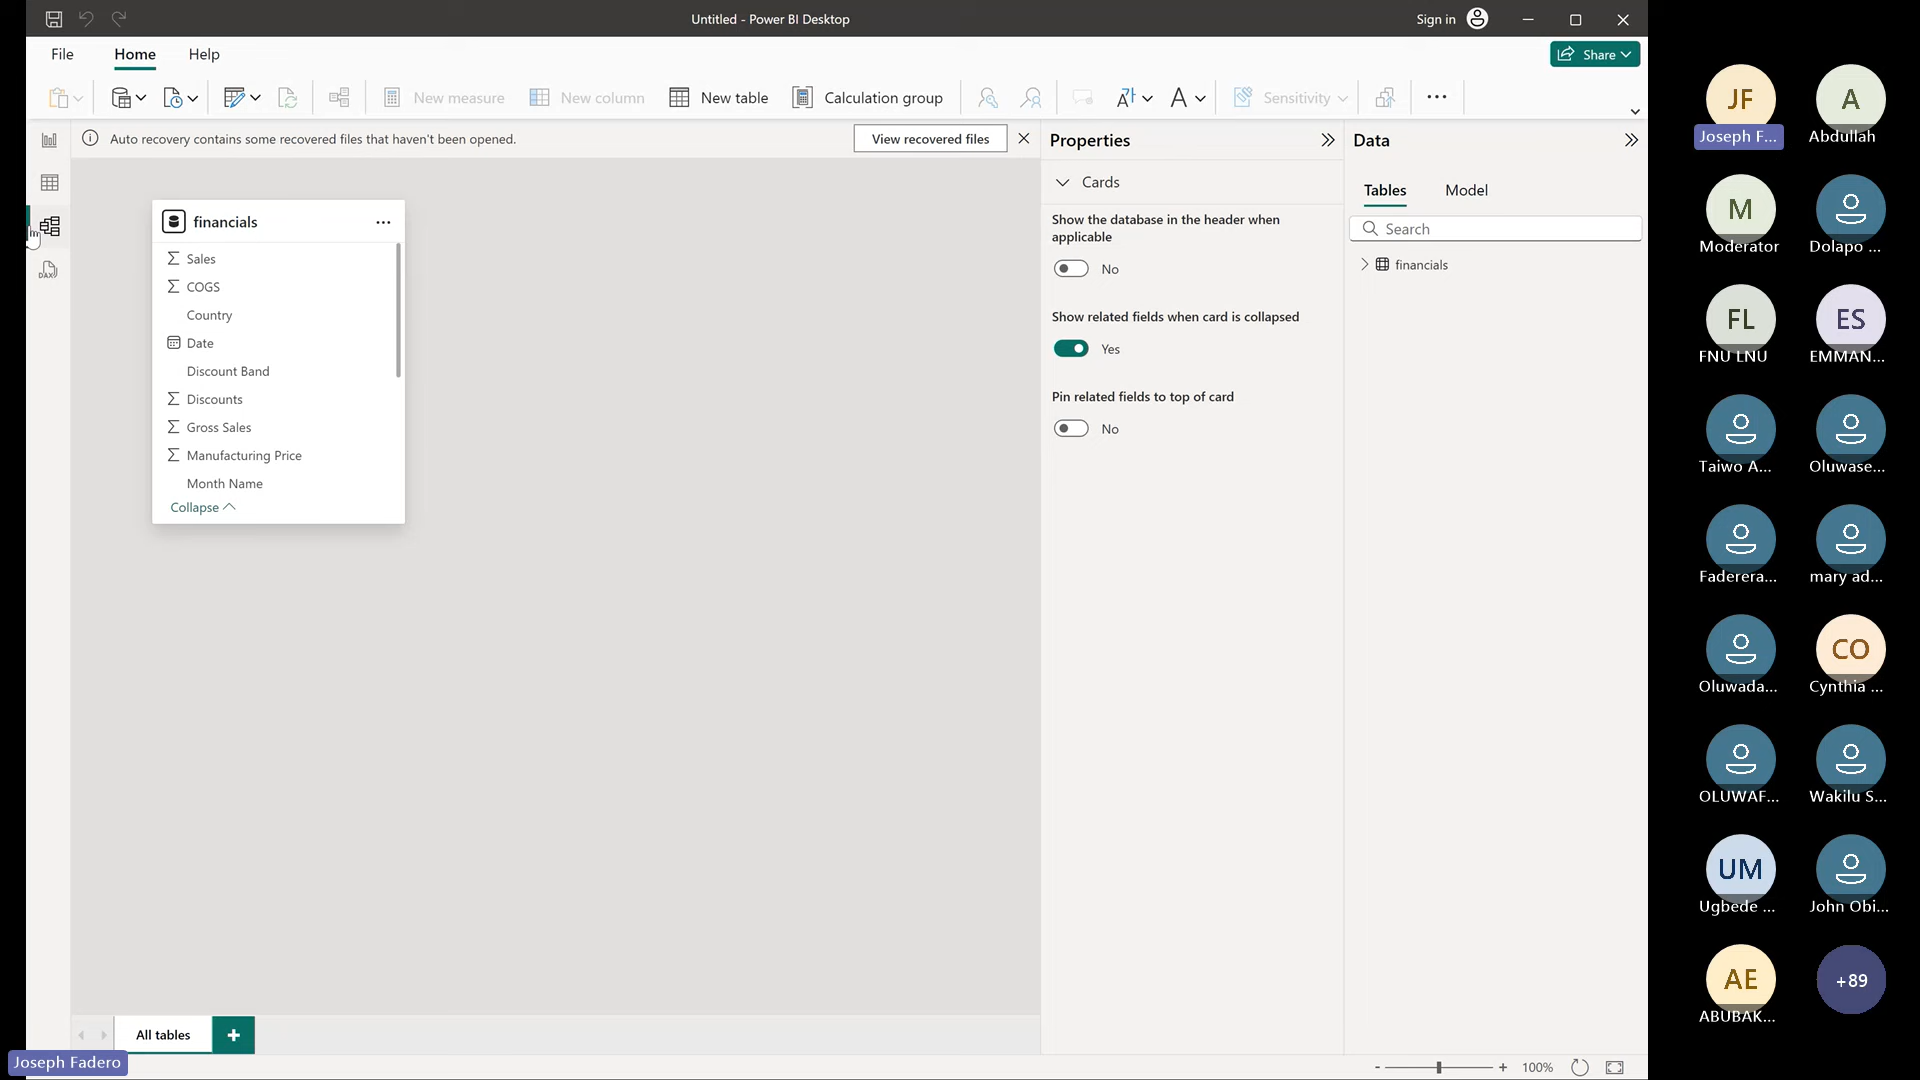 Untitled - Power BI Desktop
Sign in
File
Home
Help
Share
New measure
New column
New table
Calculation group
Sensitivity
Auto recovery contains some recovered files that haven't been opened.
View recovered files
Properties
Data
Cards
Show the database in the header when
applicable
No
Show related fields when card is collapsed
Yes
Pin related fields to top of card
No
Tables
Model
Search
financials
financials
Sales
COGS
Country
Date
Discount Band
Discounts
Gross Sales
Manufacturing Price
Month Name
Collapse
DAX
All tables
100%
Joseph Fadero
JF
Joseph F...
A
Abdullah
M
Moderator
Dolapo ...
FL
FNU LNU
ES
EMMAN...
Taiwo A...
Oluwase...
Faderera...
mary ad...
Oluwada...
CO
Cynthia ...
OLUWAF...
Wakilu S...
UM
Ugbede ...
John Obi...
AE
ABUBAK...
+89